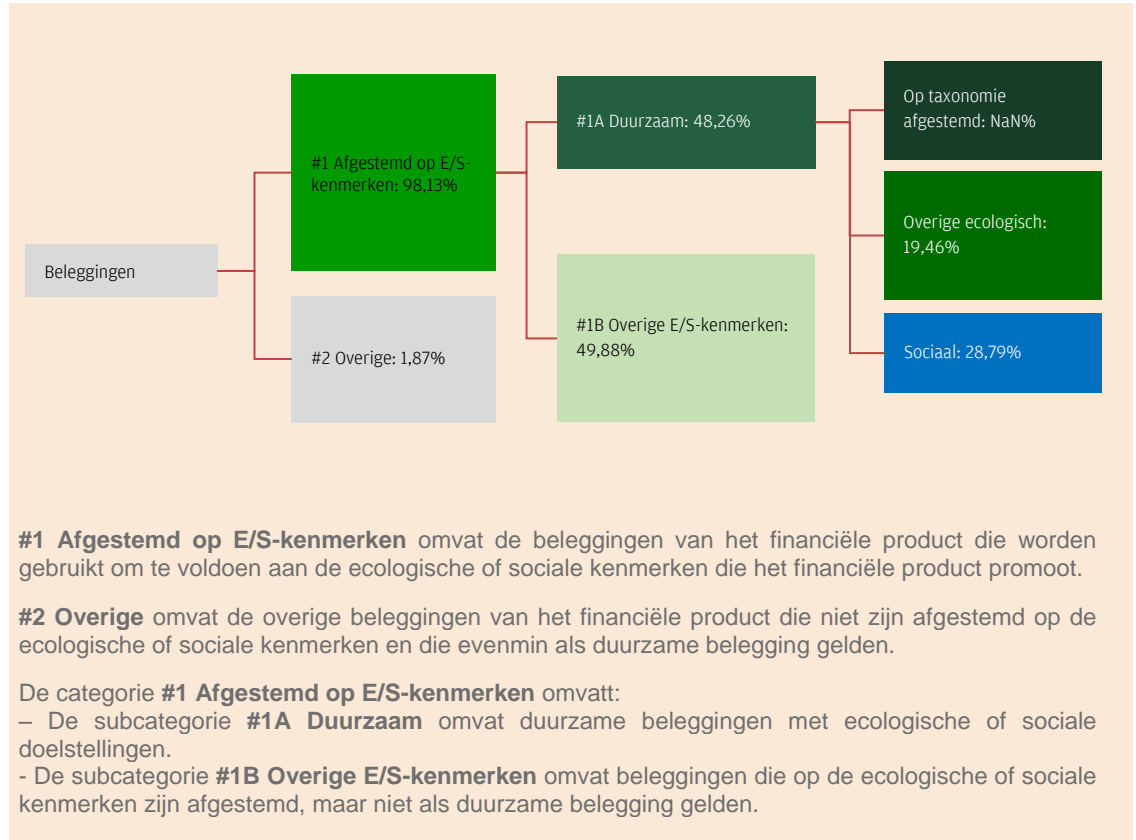 Beleggingen
#1 Afgestemd op E/S-
kenmerken: 98,13%
#2 Overige: 1,87%
#1A Duurzaam: 48,26%
#1B Overige E/S-kenmerken:
49,88%
Op taxonomie
afgestemd: NaN%
Overige ecologisch:
19,46%
Sociaal: 28,79%
#1 Afgestemd op E/S-kenmerken omvat de beleggingen van het financiële product die worden
gebruikt om te voldoen aan de ecologische of sociale kenmerken die het financiële product promoot.
#2 Overige omvat de overige beleggingen van het financiële product die niet zijn afgestemd op de
ecologische of sociale kenmerken en die evenmin als duurzame belegging gelden.
De categorie #1 Afgestemd op E/S-kenmerken omvatt:
– De subcategorie #1A Duurzaam omvat duurzame beleggingen met ecologische of sociale
doelstellingen.
- De subcategorie #1B Overige E/S-kenmerken omvat beleggingen die op de ecologische of sociale
kenmerken zijn afgestemd, maar niet als duurzame belegging gelden.